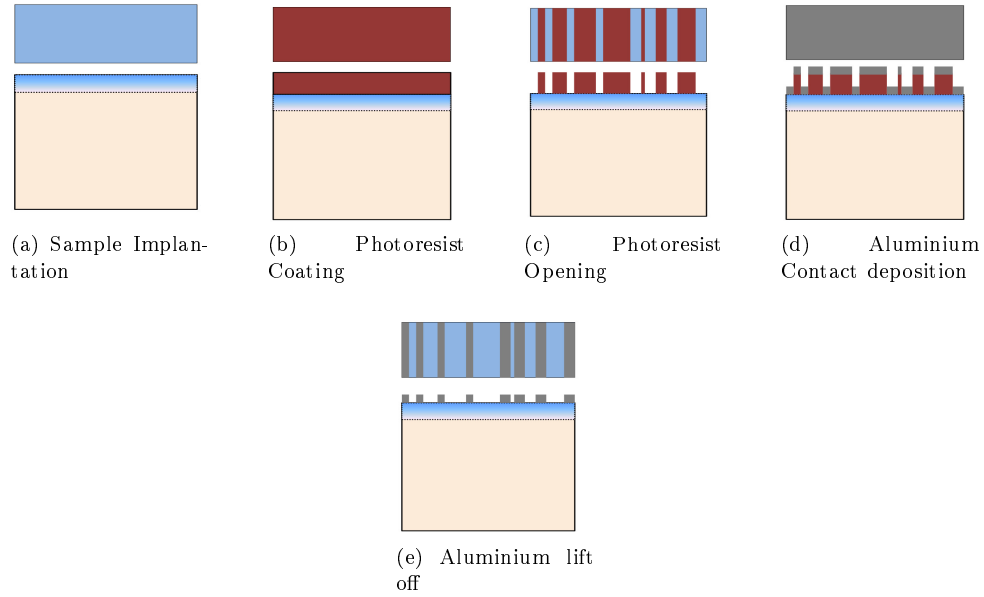 (a) Sample Implan-
tation
(b) Photoresist
Coating
(c) Photoresist
Opening
(d) Aluminium
Contact deposition
(e) Aluminium lift
off